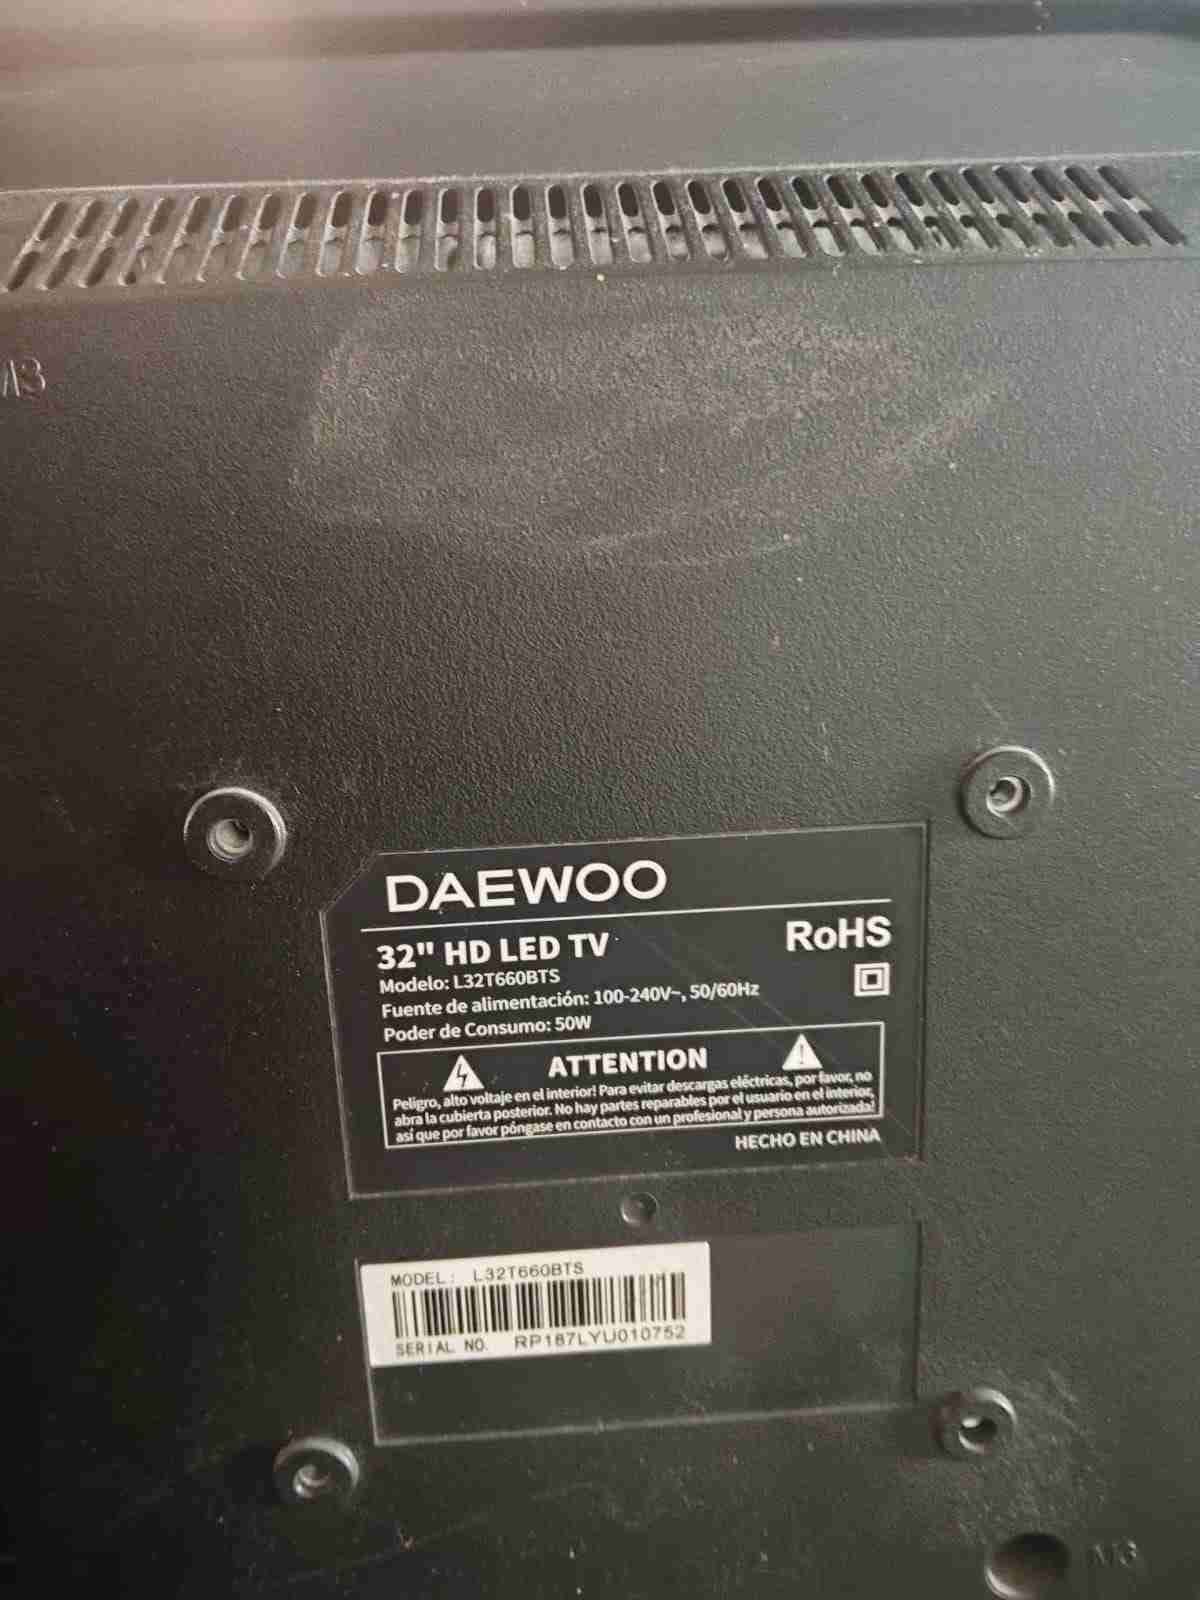 M3
DAEWOO
32" HD LED TV
RoHS
Modelo: L32T660BTS
Fuente de alimentación: 100-240V~, 50/60Hz
Poder de Consumo: 50W
ATTENTION
Peligro, alto voltaje en el interior! Para evitar descargas eléctricas, por favor, no
abra la cubierta posterior. No hay partes reparables por el usuario en el interior,
así que por favor póngase en contacto con un profesional y persona autorizada!
HECHO EN CHINA
MODEL: L32T660BTS
SERIAL NO. RP187LYU010752
M3